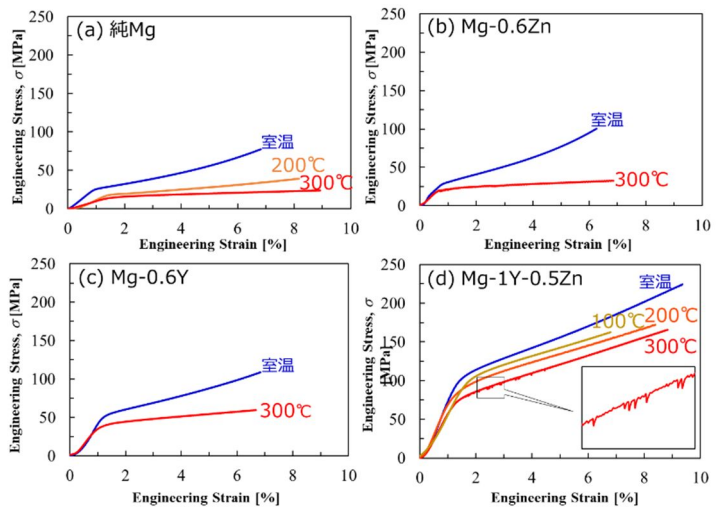 (a) 純Mg
Engineering Stress, σ [MPa]
250
200
150
100
50
0
0 2 4 6 8 10
Engineering Strain [%]
室温
200℃
300℃
(b) Mg-0.6Zn
Engineering Stress, σ [MPa]
250
200
150
100
50
0
0 2 4 6 8 10
Engineering Strain [%]
室温
300℃
(c) Mg-0.6Y
Engineering Stress, σ [MPa]
250
200
150
100
50
0
0 2 4 6 8 10
Engineering Strain [%]
室温
300℃
(d) Mg-1Y-0.5Zn
Engineering Stress, σ
[MPa]
250
200
150
100
50
0
0 2 4 6 8 10
Engineering Strain [%]
室温
100℃
200℃
300℃